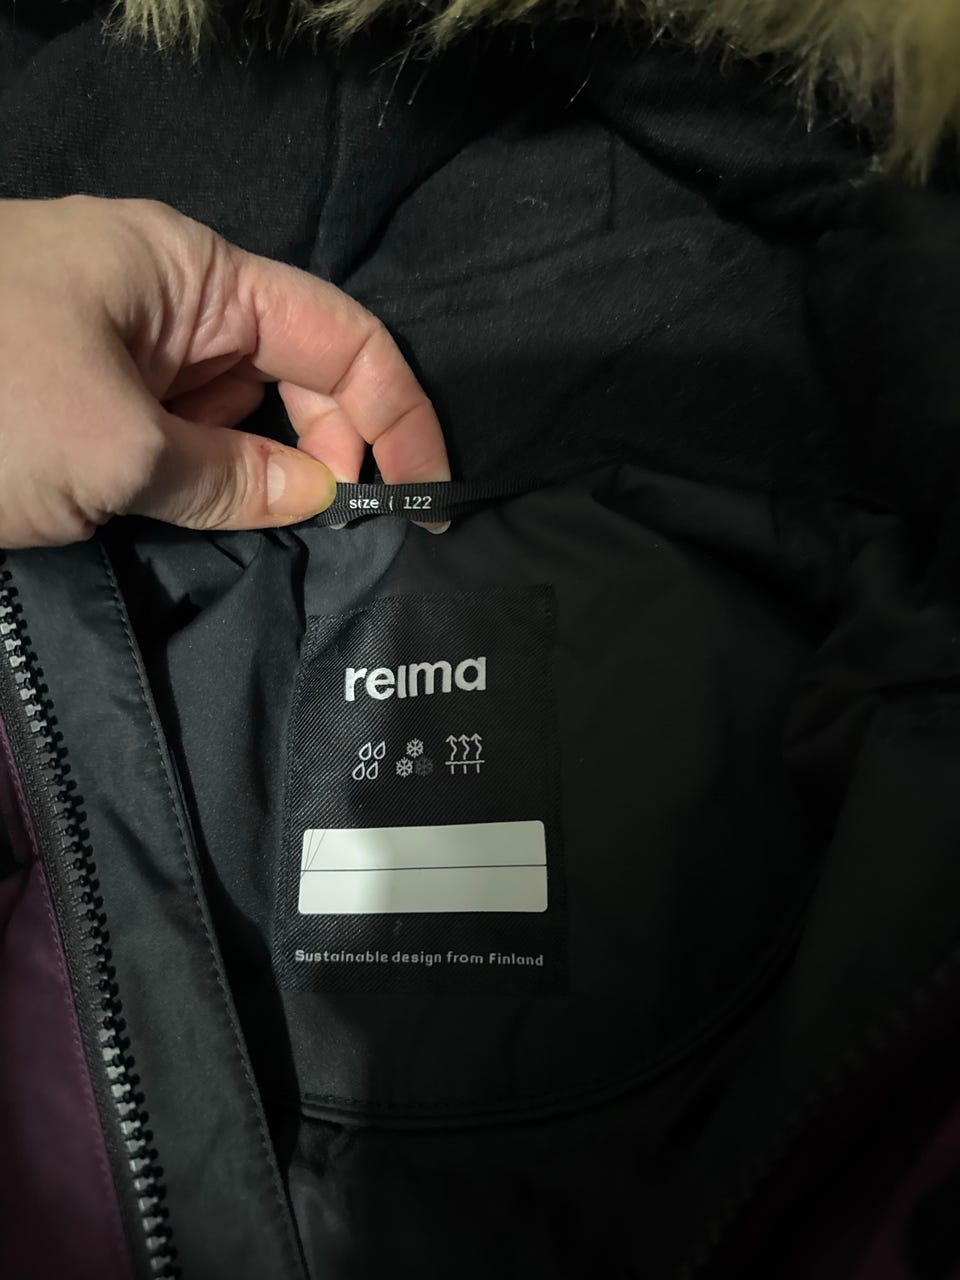 size ( 122
reima
Sustainable design from Finland